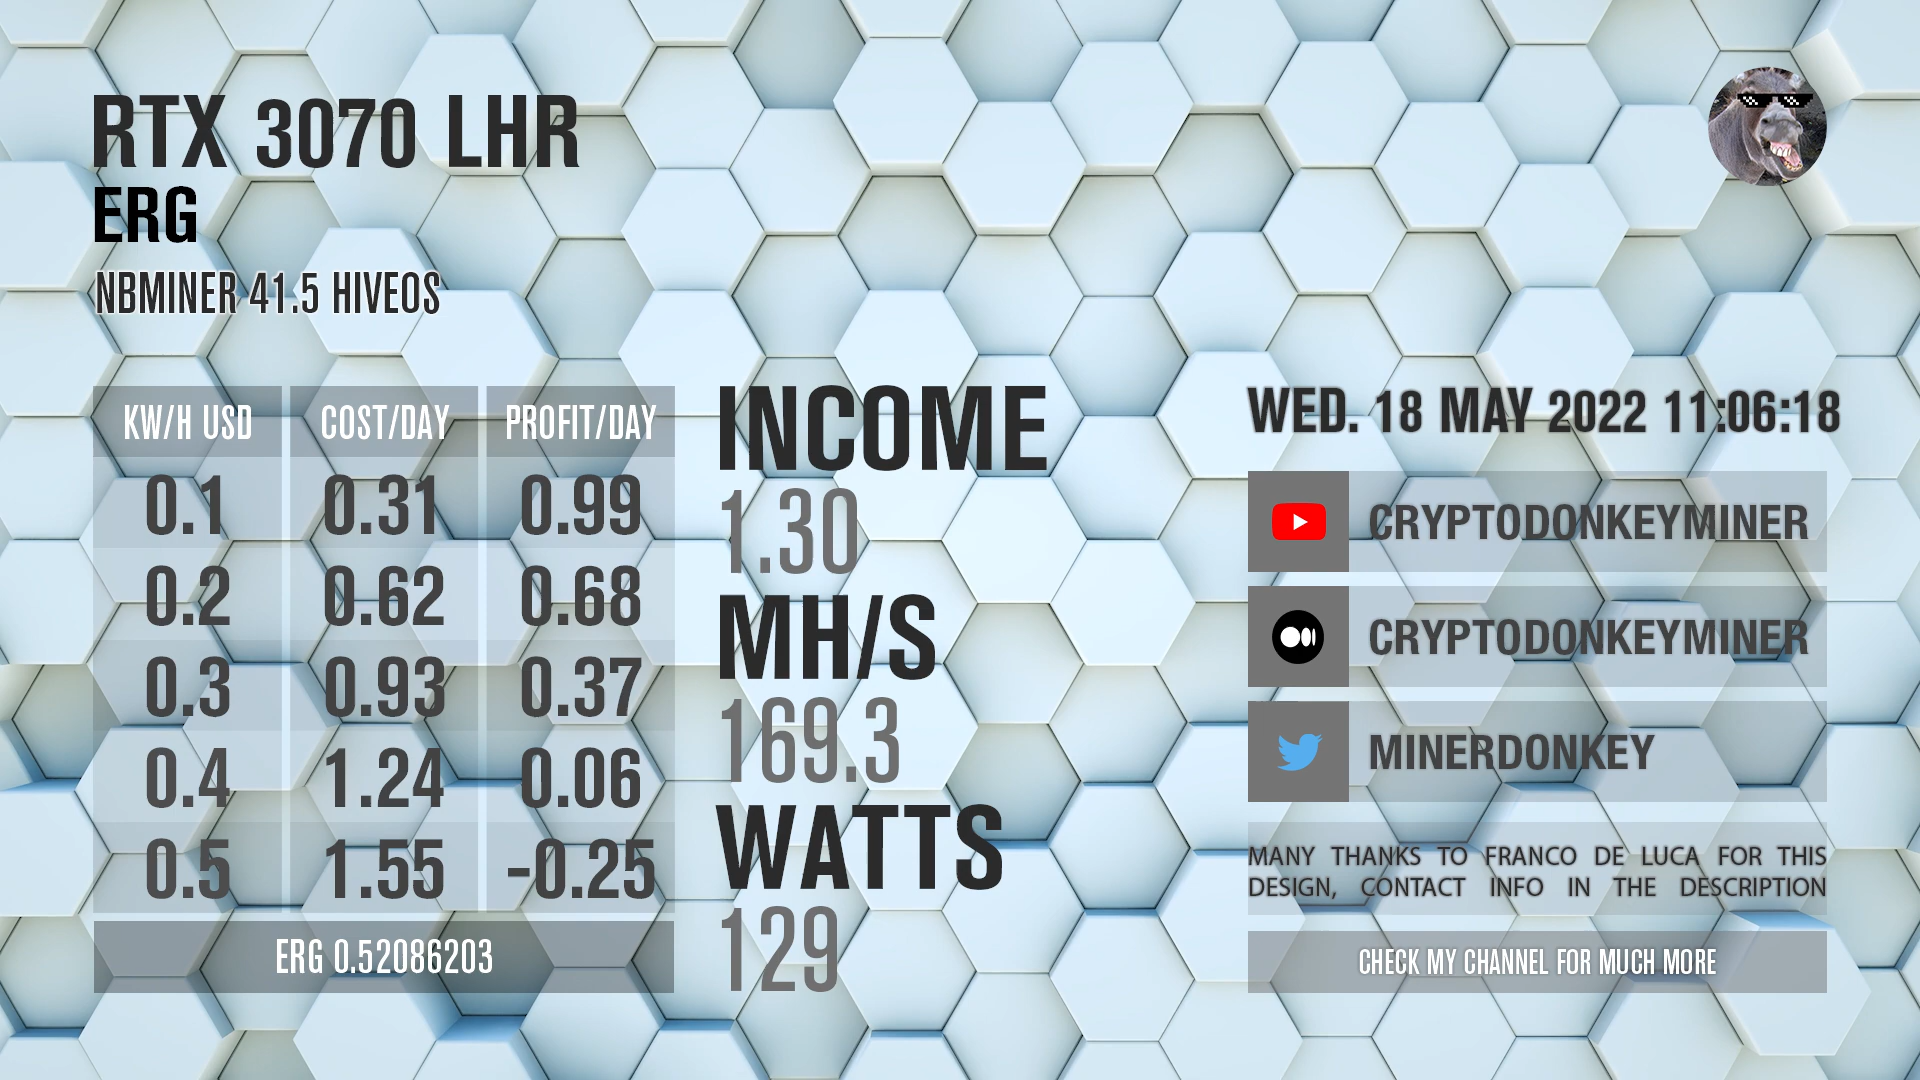 RTX 3070 LHR
ERG
NBMINER 41.5 HIVEOS
KW/H USD COST/DAY PROFIT/DAY
0.1 0.31 0.99
0.2 0.62 0.68
0.3 0.93 0.37
0.4 1.24 0.06
0.5 1.55 -0.25
ERG 0.52086203
INCOME
1.30
MH/S
169.3
WATTS
129
WED. 18 MAY 2022 11:06:18
CRYPTODONKEYMINER
CRYPTODONKEYMINER
MINERDONKEY
MANY THANKS TO FRANCO DE LUCA FOR THIS
DESIGN, CONTACT INFO IN THE DESCRIPTION
CHECK MY CHANNEL FOR MUCH MORE